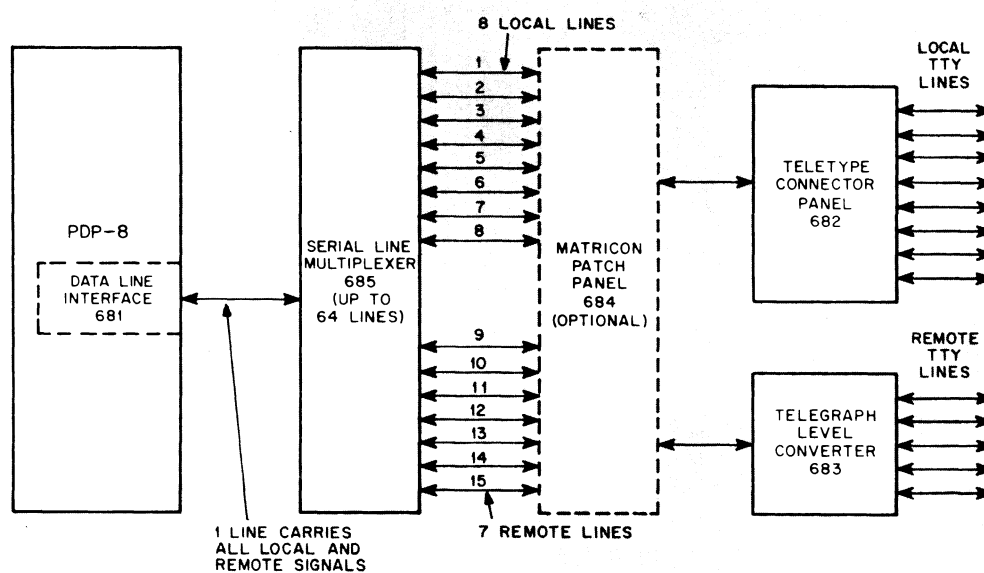 8 LOCAL LINES
1
2
3
4
5
6
7
8
PDP-8
DATA LINE
INTERFACE
681
SERIAL LINE
MULTIPLEXER
685
(UP TO
64 LINES)
9
10
11
12
13
14
15
7 REMOTE LINES
1 LINE CARRIES
ALL LOCAL AND
REMOTE SIGNALS
MATRICON
PATCH
PANEL
684
(OPTIONAL)
TELETYPE
CONNECTOR
PANEL
682
LOCAL
TTY
LINES
TELEGRAPH
LEVEL
CONVERTER
683
REMOTE
TTY
LINES